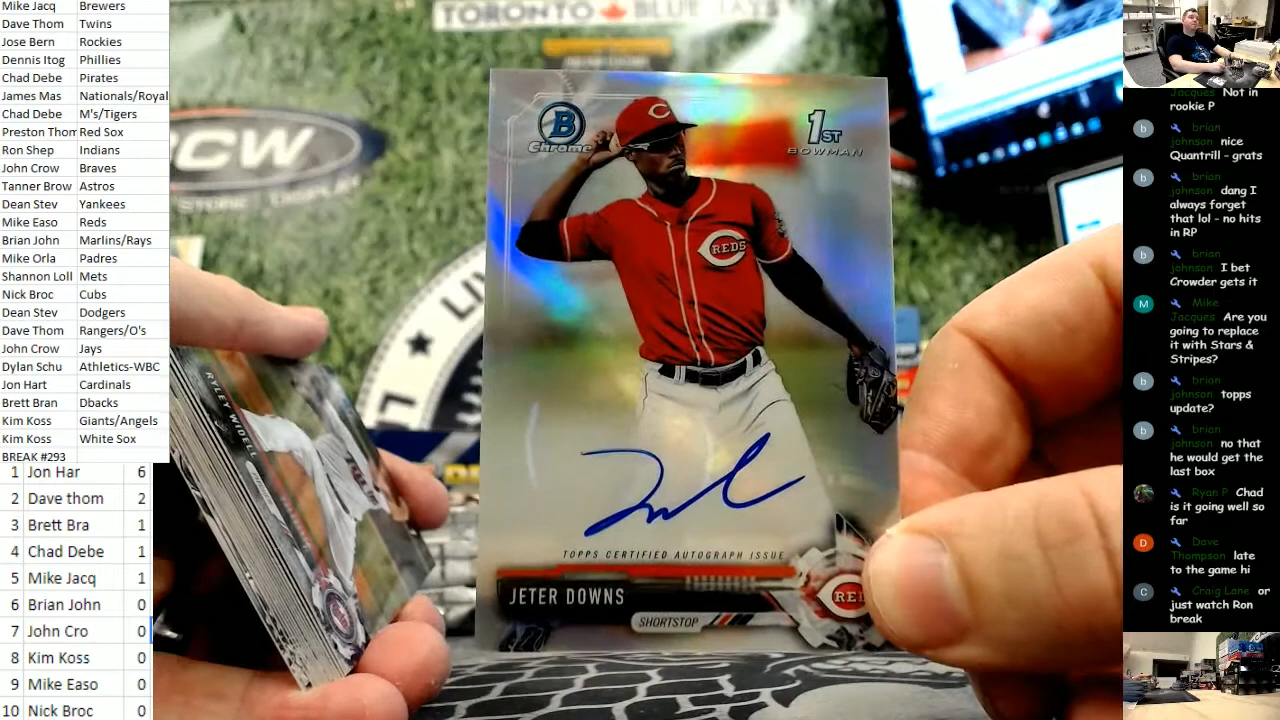 Mike Jacq Brewers
Dave Thom Twins
Jose Bern Rockies
Dennis Itog Phillies
Chad Debe Pirates
James Mas Nationals/Royal
Chad Debe M's/Tigers
Preston Thom Red Sox
Ron Shep Indians
John Crow Braves
Tanner Brow Astros
Dean Stev Yankees
Mike Easo Reds
Brian John Marlins/Rays
Mike Orla Padres
Shannon Loll Mets
Nick Broc Cubs
Dean Stev Dodgers
Dave Thom Rangers/O's
John Crow Jays
Dylan Schu Athletics-WBC
Jon Hart Cardinals
Brett Bran Dbacks
Kim Koss Giants/Angels
Kim Koss White Sox
BREAK #293
1 Jon Har 6
2 Dave thom 2
3 Brett Bra 1
4 Chad Debe 1
5 Mike Jacq 1
6 Brian John 0
7 John Cro 0
8 Kim Koss 0
9 Mike Easo 0
10 Nick Broc 0
TORONTO BLUE JAYS
BCW
LIV
RYLEY WIDELL
B
Chrome
1ST
BOWMAN
C
REDS
TOPPS CERTIFIED AUTOGRAPH ISSUE
JETER DOWNS
SHORTSTOP
RED
Jacques Not in
rookie P
b brian
johnson nice
Quantrill - grats
b brian
johnson dang I
always forget
that lol - no hits
in RP
b brian
johnson I bet
Crowder gets it
M Mike
Jacques Are you
going to replace
it with Stars &
Stripes?
b brian
johnson topps
update?
b brian
johnson no that
he would get the
last box
Ryan P Chad
is it going well so
far
D Dave
Thompson late
to the game hi
C Craig Lane or
just watch Ron
break